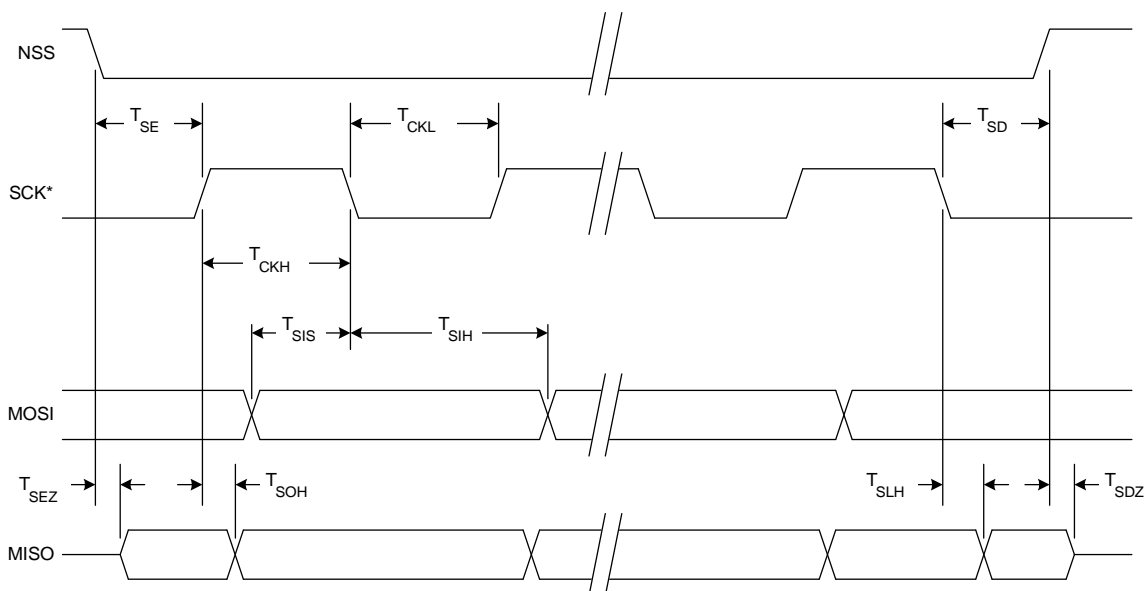 NSS
T_SE
T_CKL
T_SD
SCK*
T_CKH
T_SIS
T_SIH
MOSI
T_SEZ
T_SOH
T_SLH
T_SDZ
MISO